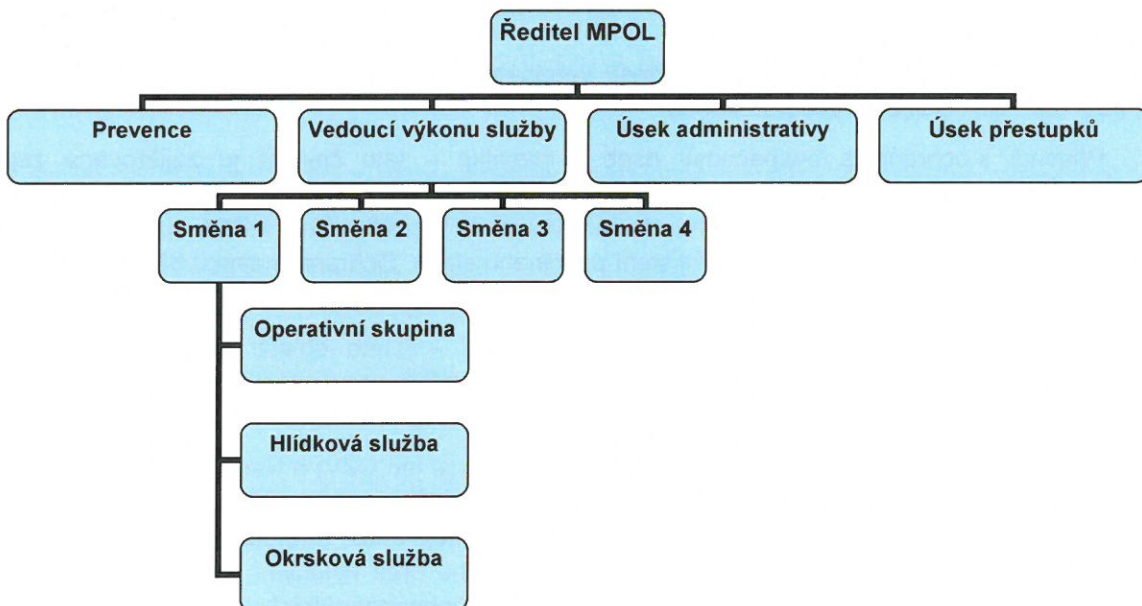 Ředitel MPOL
Prevence
Vedoucí výkonu služby
Úsek administrativy
Úsek přestupků
Směna 1
Směna 2
Směna 3
Směna 4
Operativní skupina
Hlídková služba
Okrsková služba